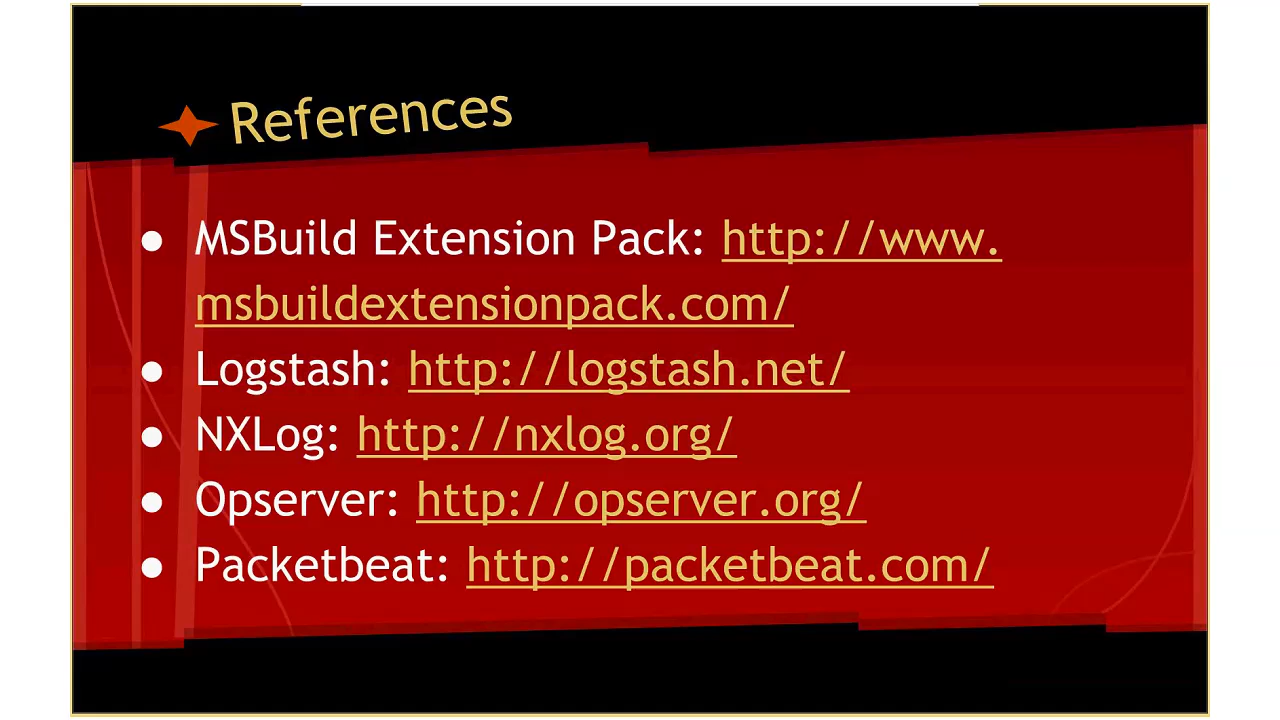 References
● MSBuild Extension Pack: http://www.
msbuildextensionpack.com/
● Logstash: http://logstash.net/
● NXLog: http://nxlog.org/
● Opserver: http://opserver.org/
● Packetbeat: http://packetbeat.com/